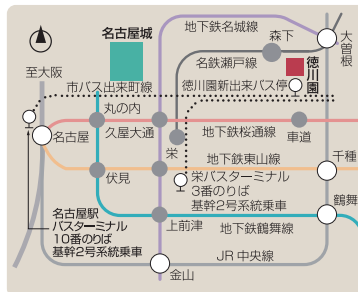 名古屋城
地下鉄名城線
森下
大曽根
名鉄瀬戸線
徳川園
至大阪
市バス出来町線
徳川園新出来バス停
丸の内
名古屋
久屋大通
栄
地下鉄桜通線
車道
地下鉄東山線
千種
伏見
栄バスターミナル
3番のりば
基幹2号系統乗車
名古屋駅
バスターミナル
10番のりば
基幹2号系統乗車
上前津
地下鉄鶴舞線
鶴舞
JR中央線
金山